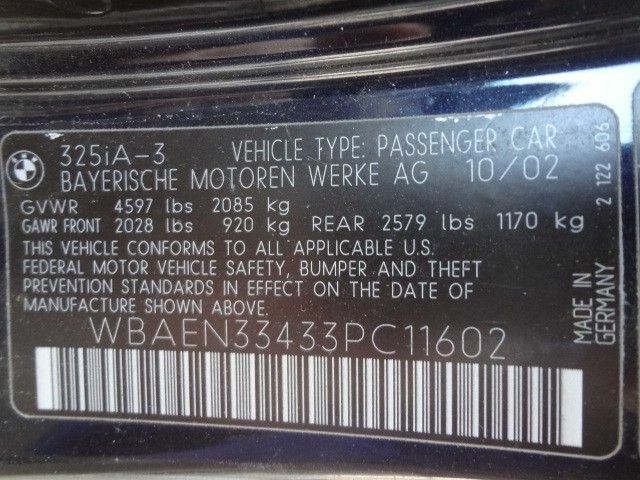 325iA-3 VEHICLE TYPE: PASSENGER CAR
BAYERISCHE MOTOREN WERKE AG 10/02
GVWR 4597 lbs 2085 kg
GAWR FRONT 2028 lbs 920 kg REAR 2579 lbs 1170 kg
THIS VEHICLE CONFORMS TO ALL APPLICABLE U.S.
FEDERAL MOTOR VEHICLE SAFETY, BUMPER AND THEFT
PREVENTION STANDARDS IN EFFECT ON THE DATE OF
MANUFACTURE SHOWN ABOVE.
WBAEN33433PC11602
2 122 606
MADE IN
GERMANY